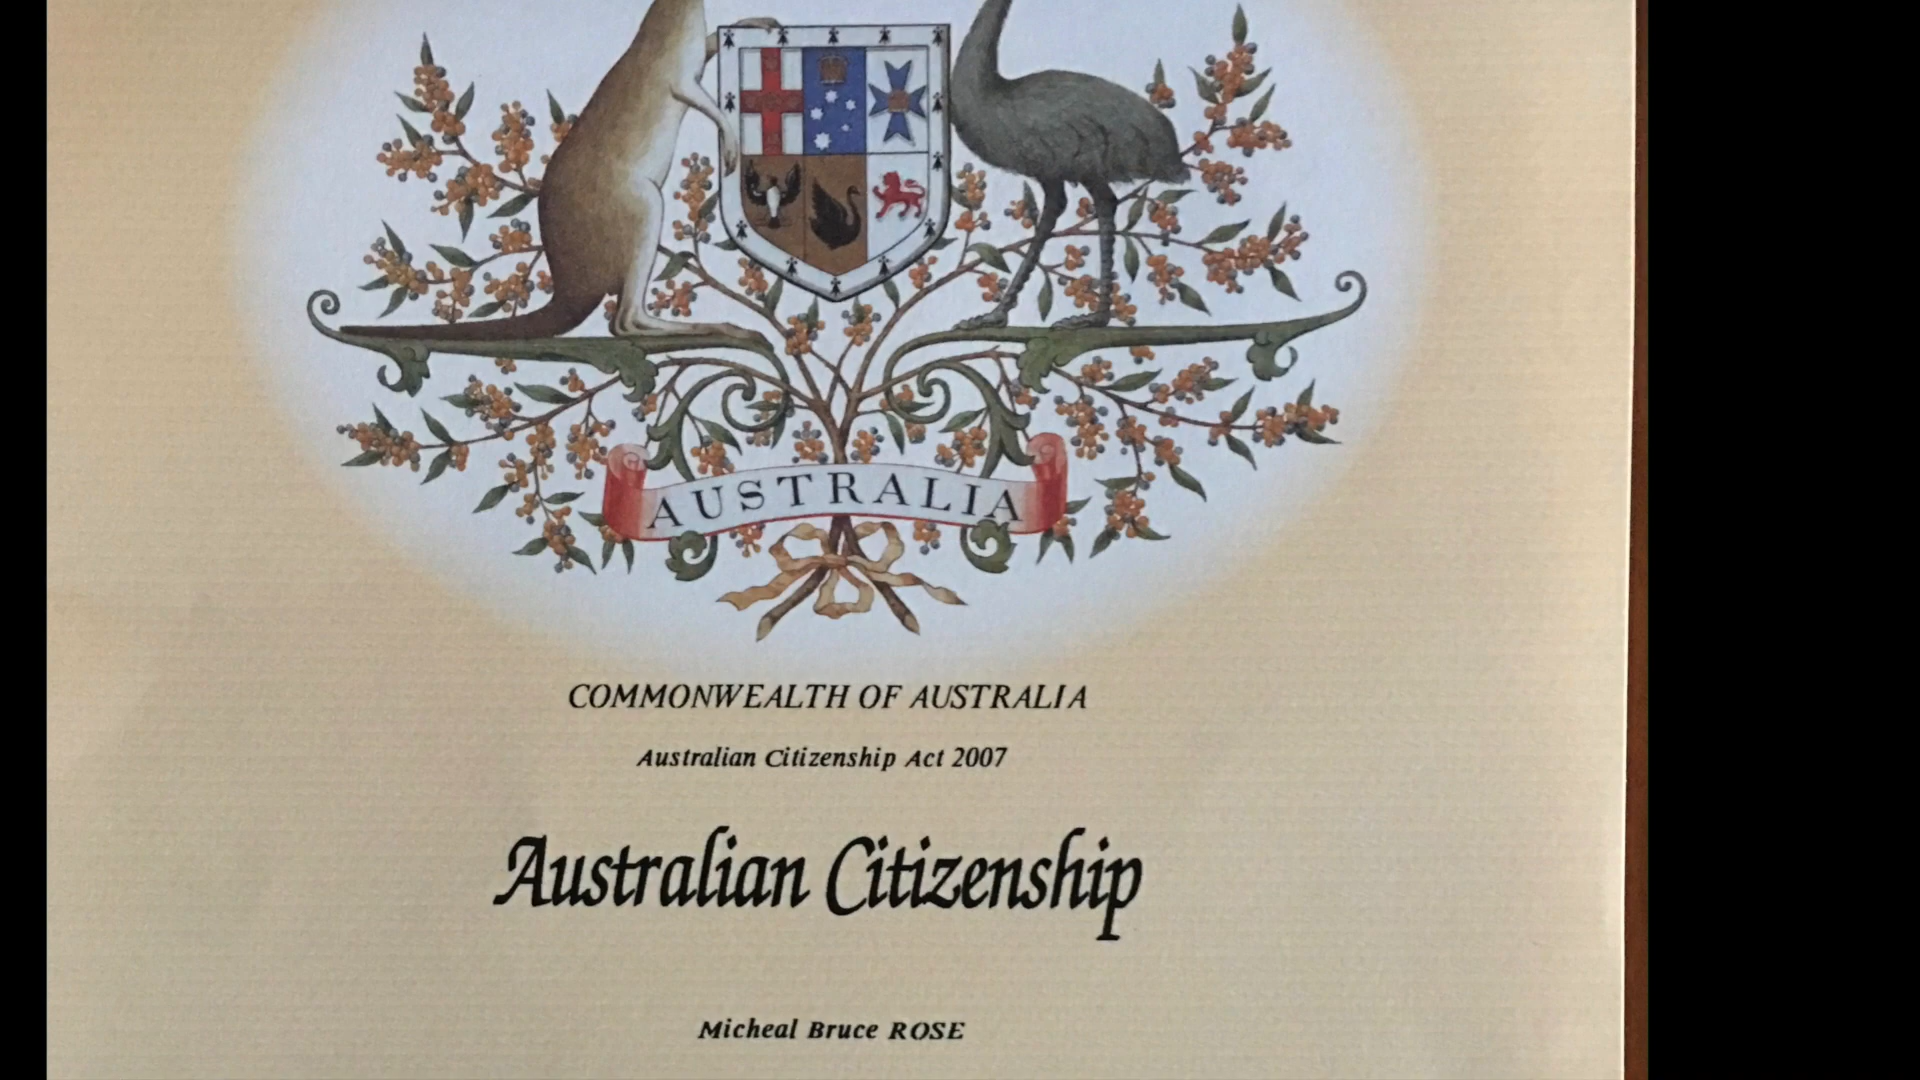 AUSTRALIA
COMMONWEALTH OF AUSTRALIA
Australian Citizenship Act 2007
Australian Citizenship
Micheal Bruce ROSE